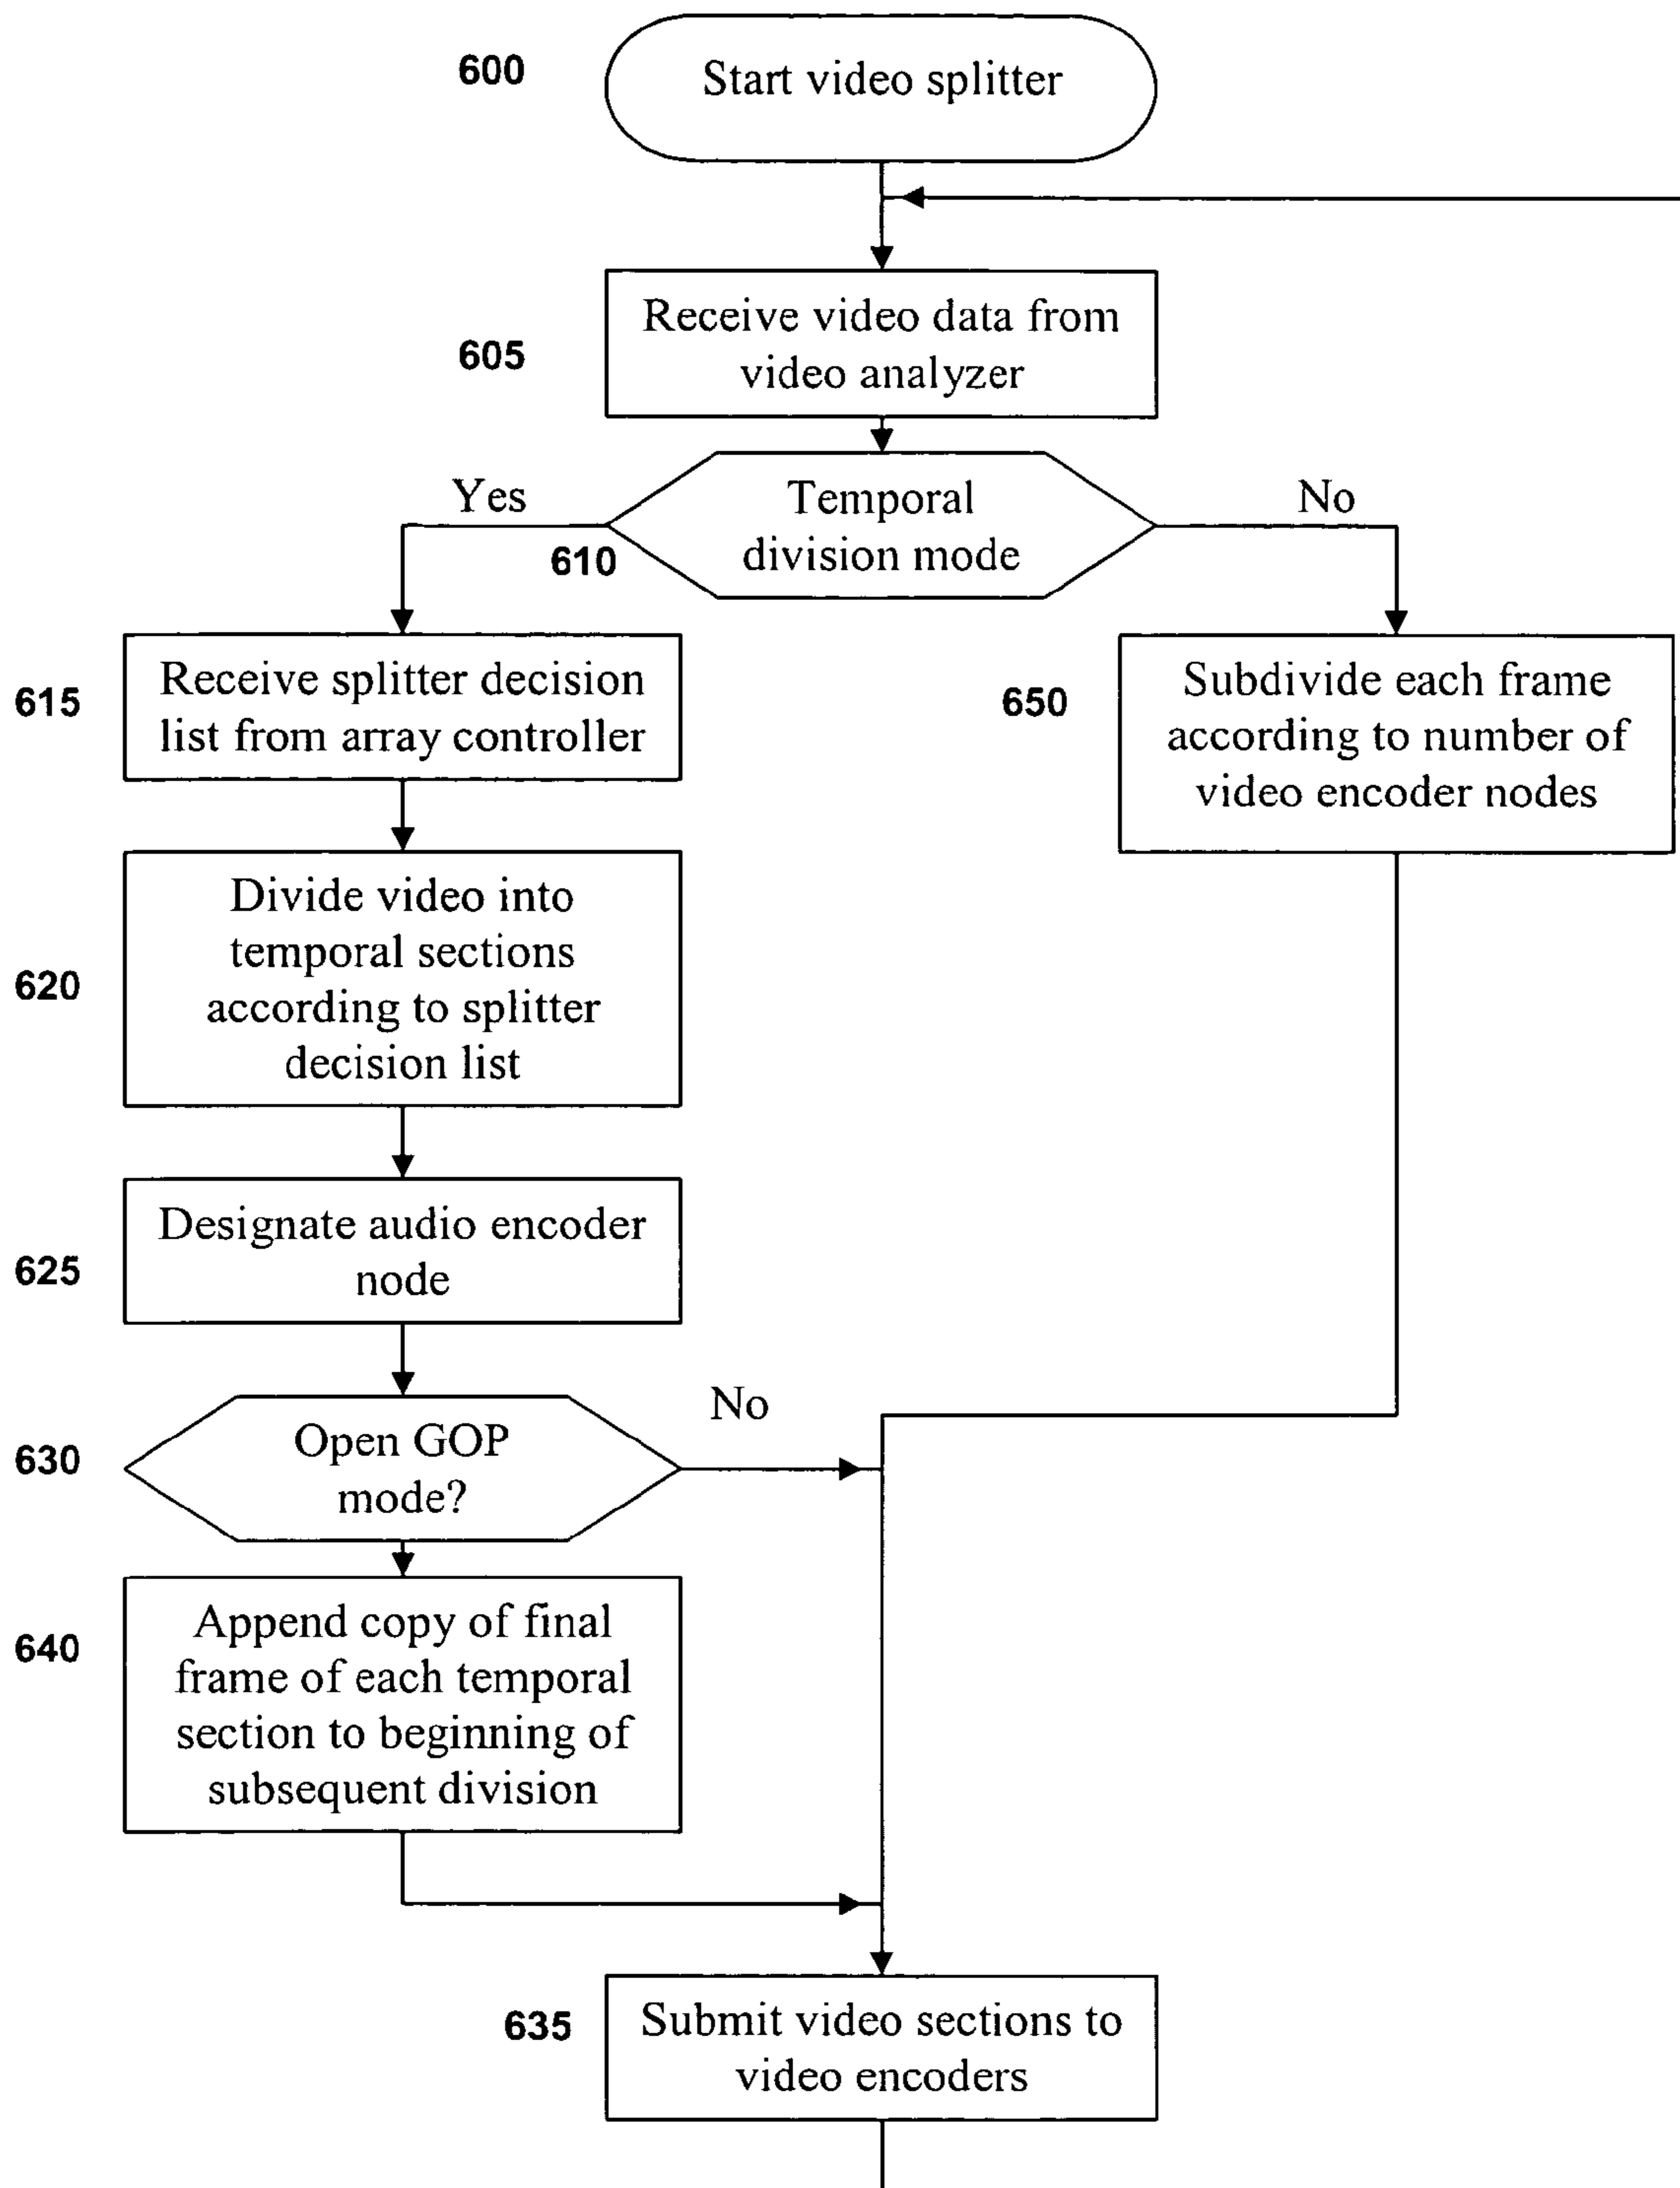 600
Start video splitter
605
Receive video data from
video analyzer
Yes
610
Temporal
division mode
No
615
Receive splitter decision
list from array controller
650
Subdivide each frame
according to number of
video encoder nodes
620
Divide video into
temporal sections
according to splitter
decision list
625
Designate audio encoder
node
630
Open GOP
mode?
No
640
Append copy of final
frame of each temporal
section to beginning of
subsequent division
635
Submit video sections to
video encoders